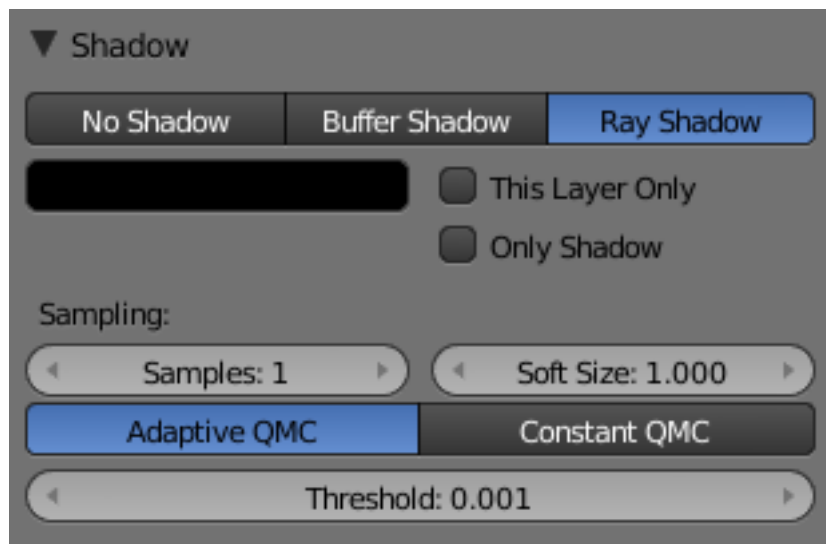 Shadow
No Shadow Buffer Shadow Ray Shadow
This Layer Only
Only Shadow
Sampling:
Samples: 1 Soft Size: 1.000
Adaptive QMC Constant QMC
Threshold: 0.001